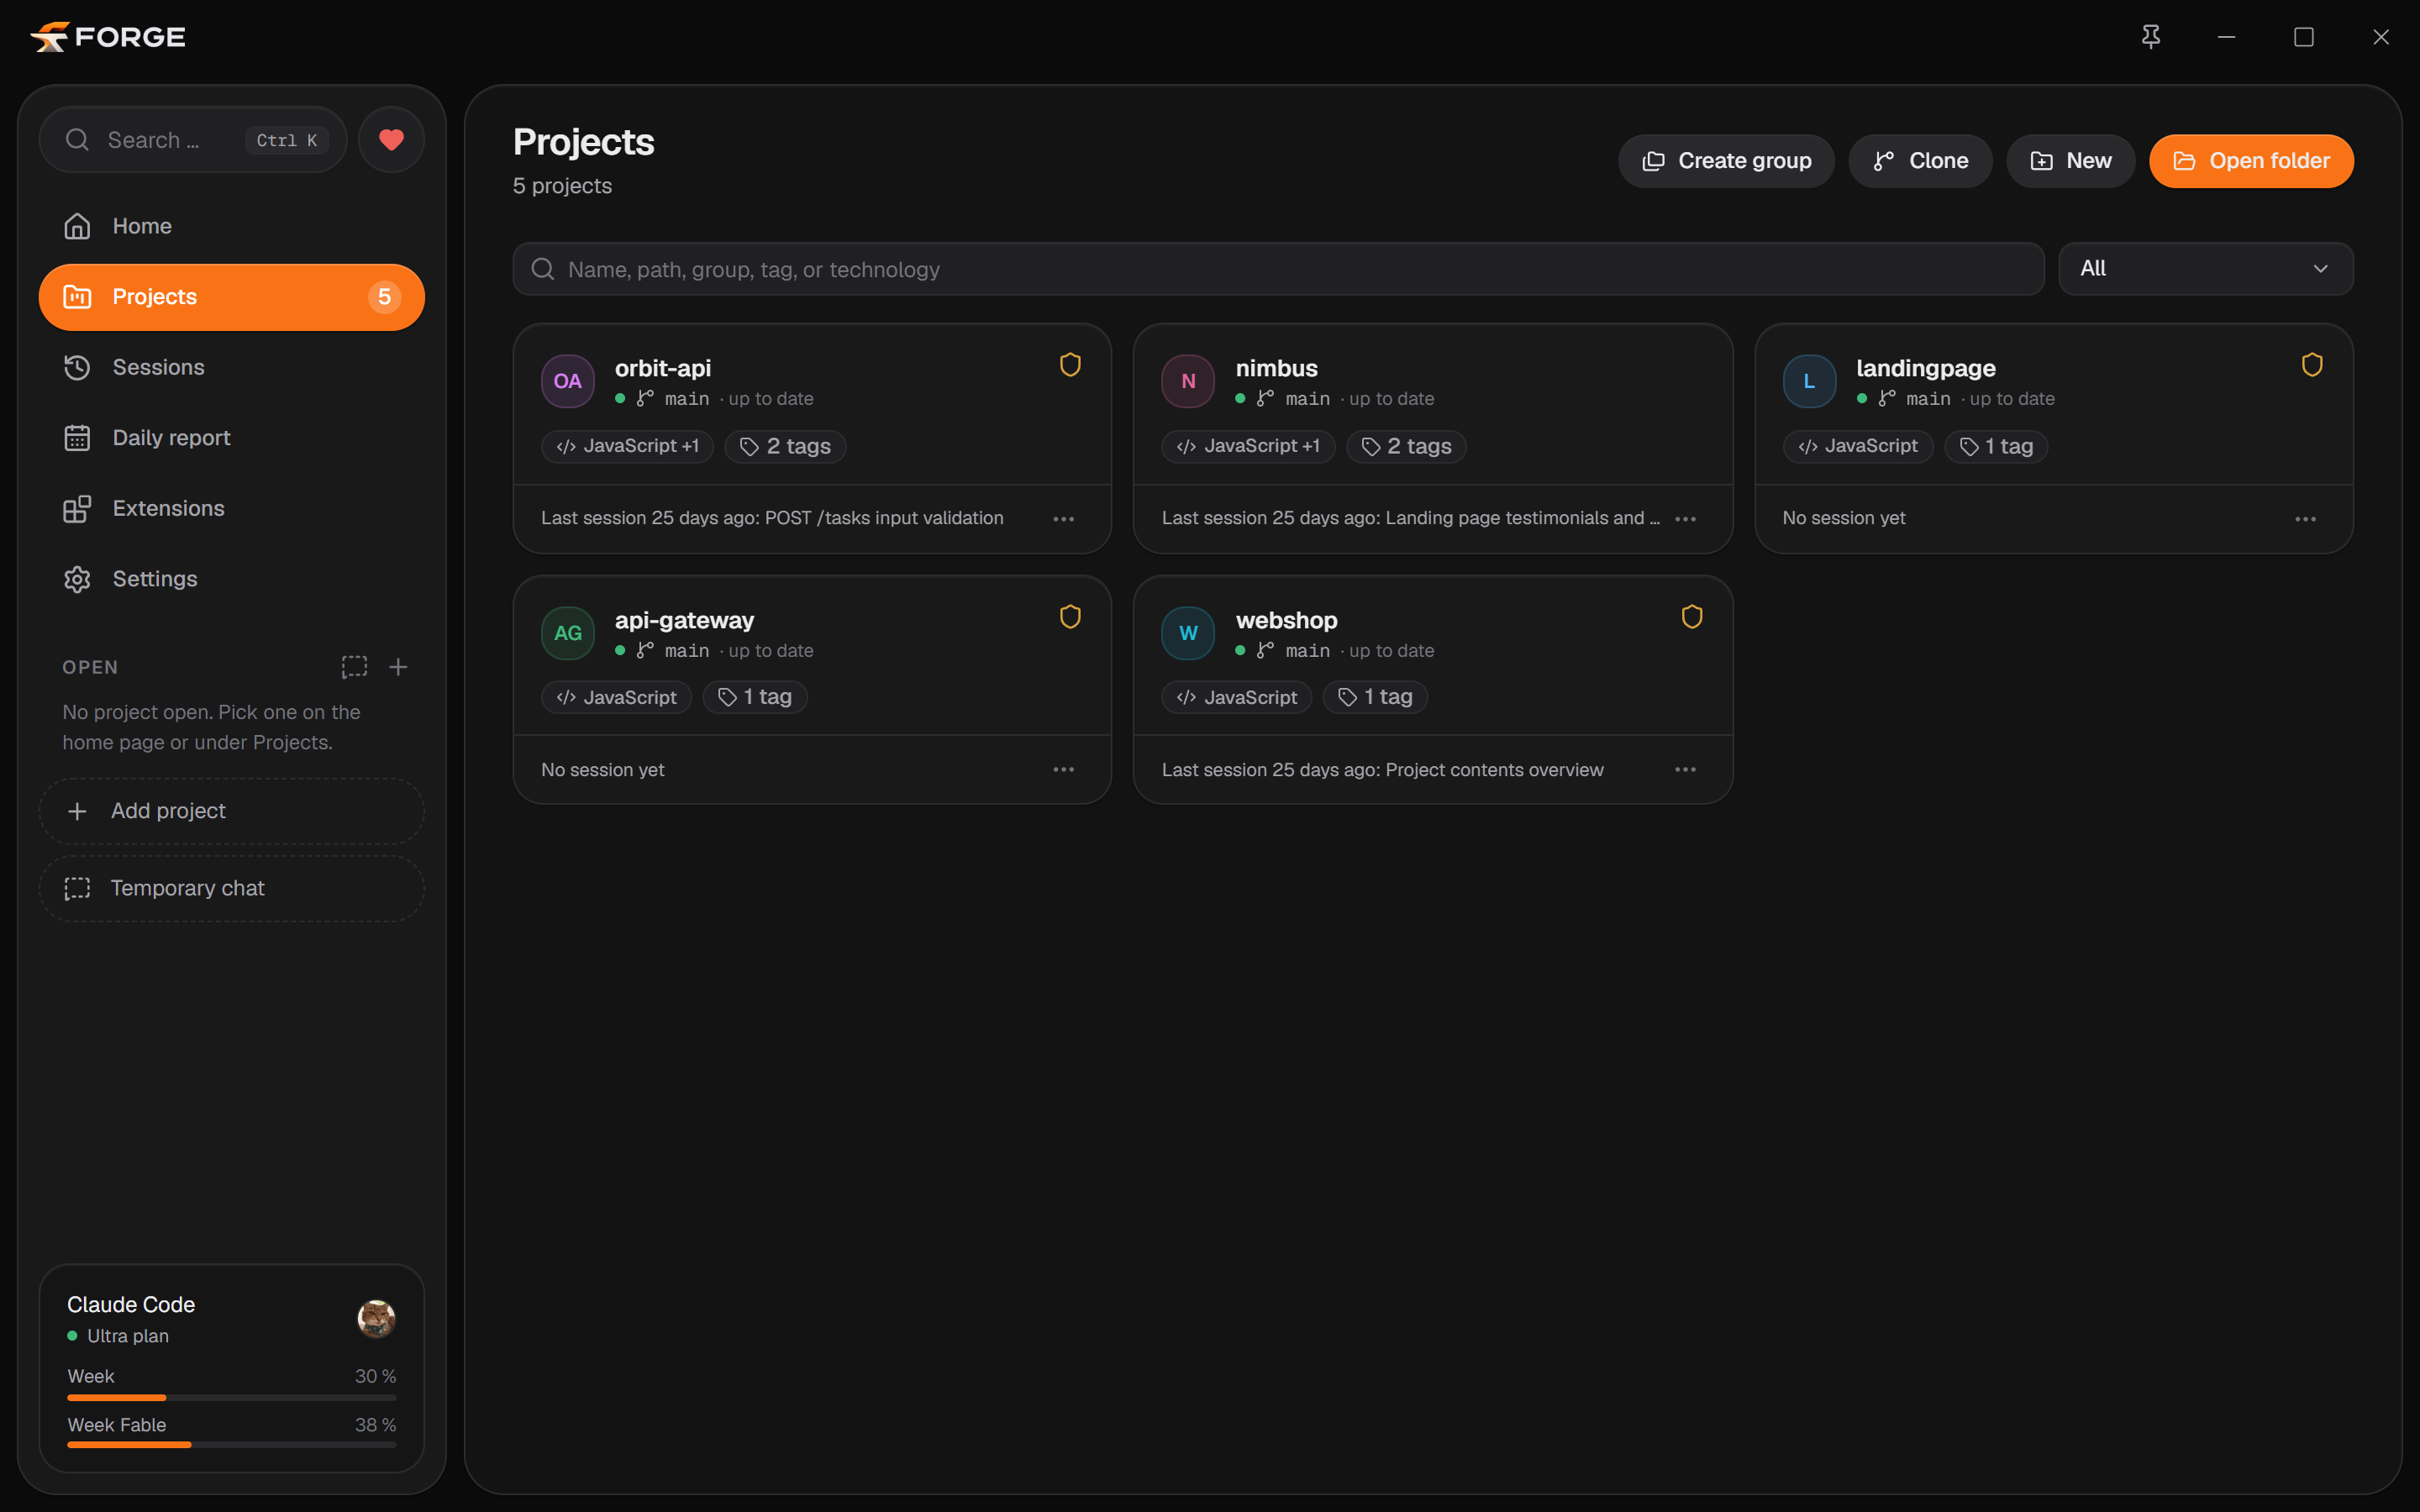 FORGE
Search ...
Ctrl K
Home
Projects
5
Sessions
Daily report
Extensions
Settings
OPEN
No project open. Pick one on the
home page or under Projects.
Add project
Temporary chat
Claude Code
Ultra plan
Week
30 %
Week Fable
38 %
Projects
5 projects
Create group
Clone
New
Open folder
Name, path, group, tag, or technology
All
OA
orbit-api
main · up to date
JavaScript +1
2 tags
Last session 25 days ago: POST /tasks input validation
N
nimbus
main · up to date
JavaScript +1
2 tags
Last session 25 days ago: Landing page testimonials and ...
L
landingpage
main · up to date
JavaScript
1 tag
No session yet
AG
api-gateway
main · up to date
JavaScript
1 tag
No session yet
W
webshop
main · up to date
JavaScript
1 tag
Last session 25 days ago: Project contents overview